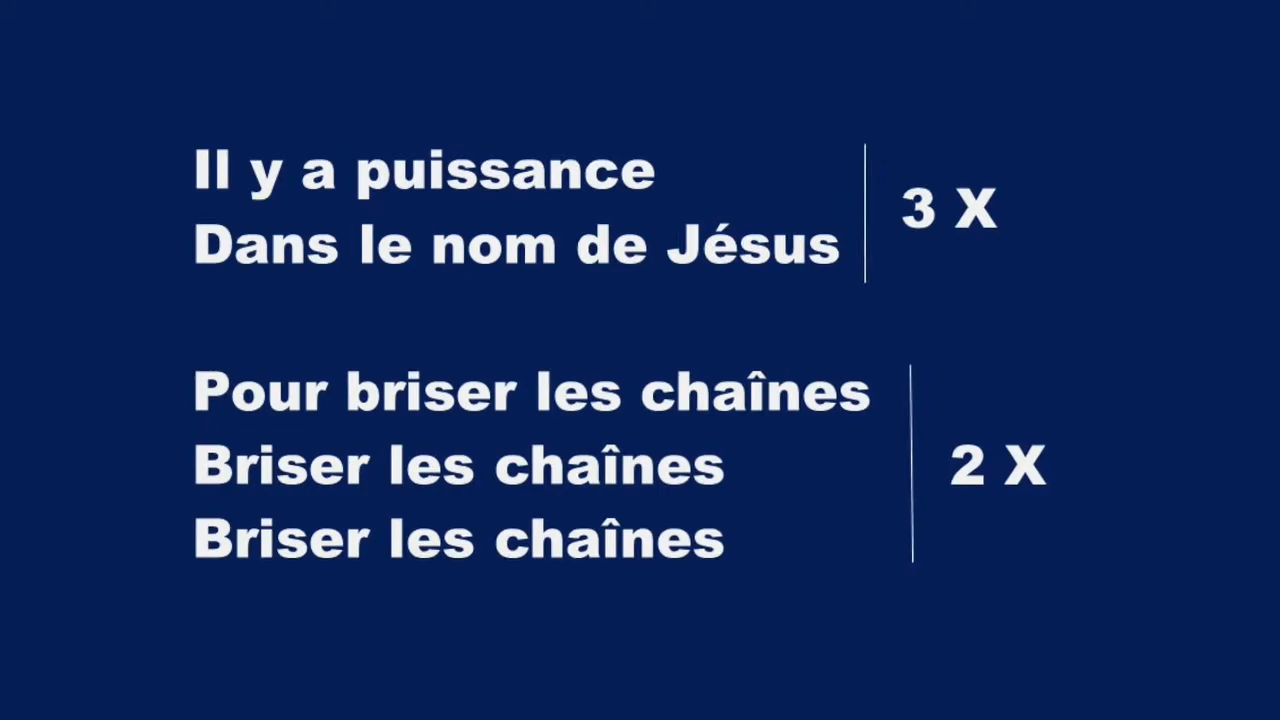 Il y a puissance
Dans le nom de Jésus
3 X
Pour briser les chaînes
Briser les chaînes
Briser les chaînes
2 X